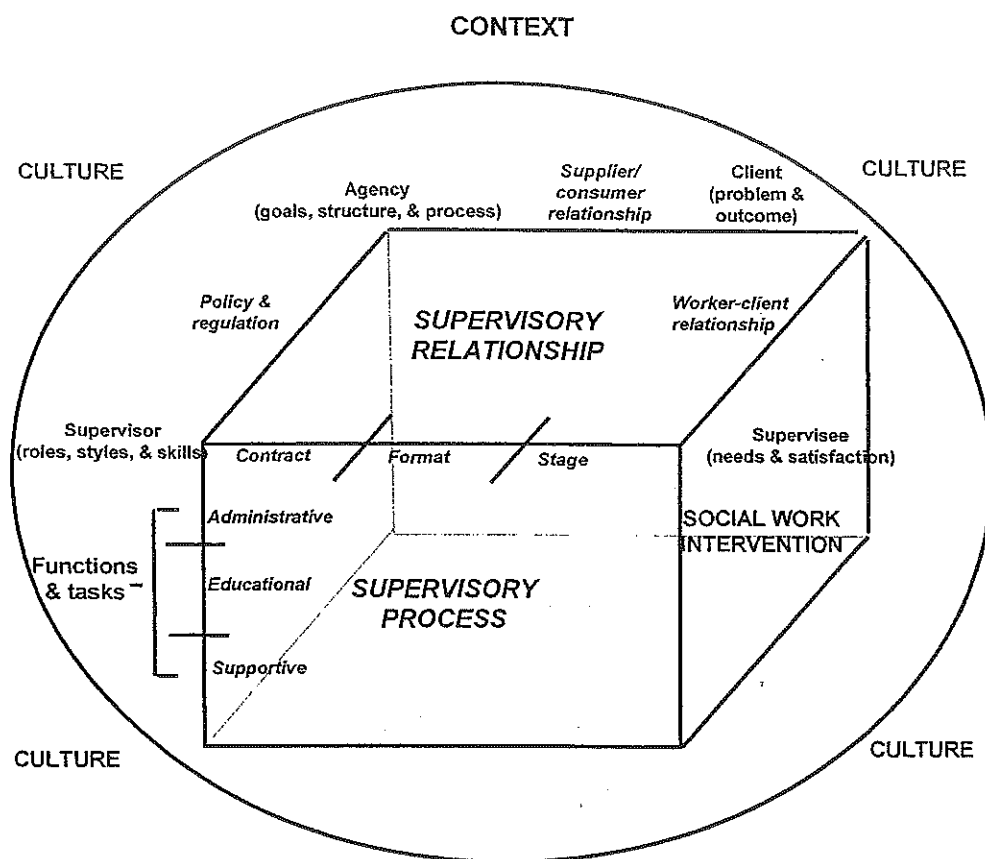 CONTEXT
CULTURE
CULTURE
Agency
(goals, structure, & process)
Supplier/
consumer
relationship
Client
(problem &
outcome)
Policy &
regulation
SUPERVISORY
RELATIONSHIP
Worker-client
relationship
Supervisor
(roles, styles, & skills)
Contract
Format
Stage
Supervisee
(needs & satisfaction)
Administrative
Functions
& tasks
Educational
Supportive
SUPERVISORY
PROCESS
SOCIAL WORK
INTERVENTION
CULTURE
CULTURE